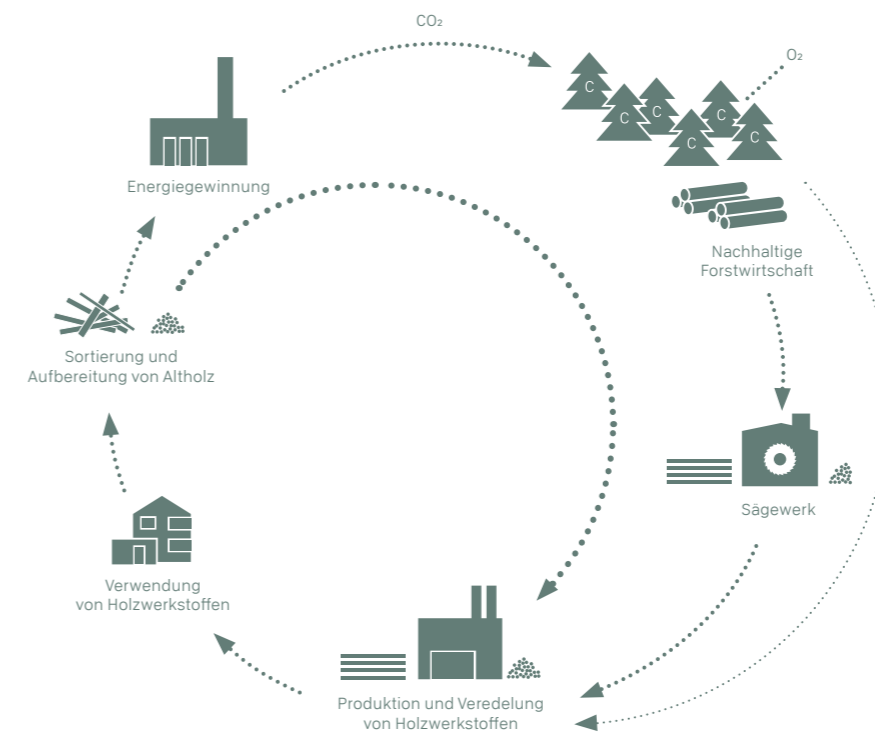 CO₂
O₂
C
C
C
C
C
C
Energiegewinnung
Nachhaltige
Forstwirtschaft
Sortierung und
Aufbereitung von Altholz
Sägewerk
Verwendung
von Holzwerkstoffen
Produktion und Veredelung
von Holzwerkstoffen